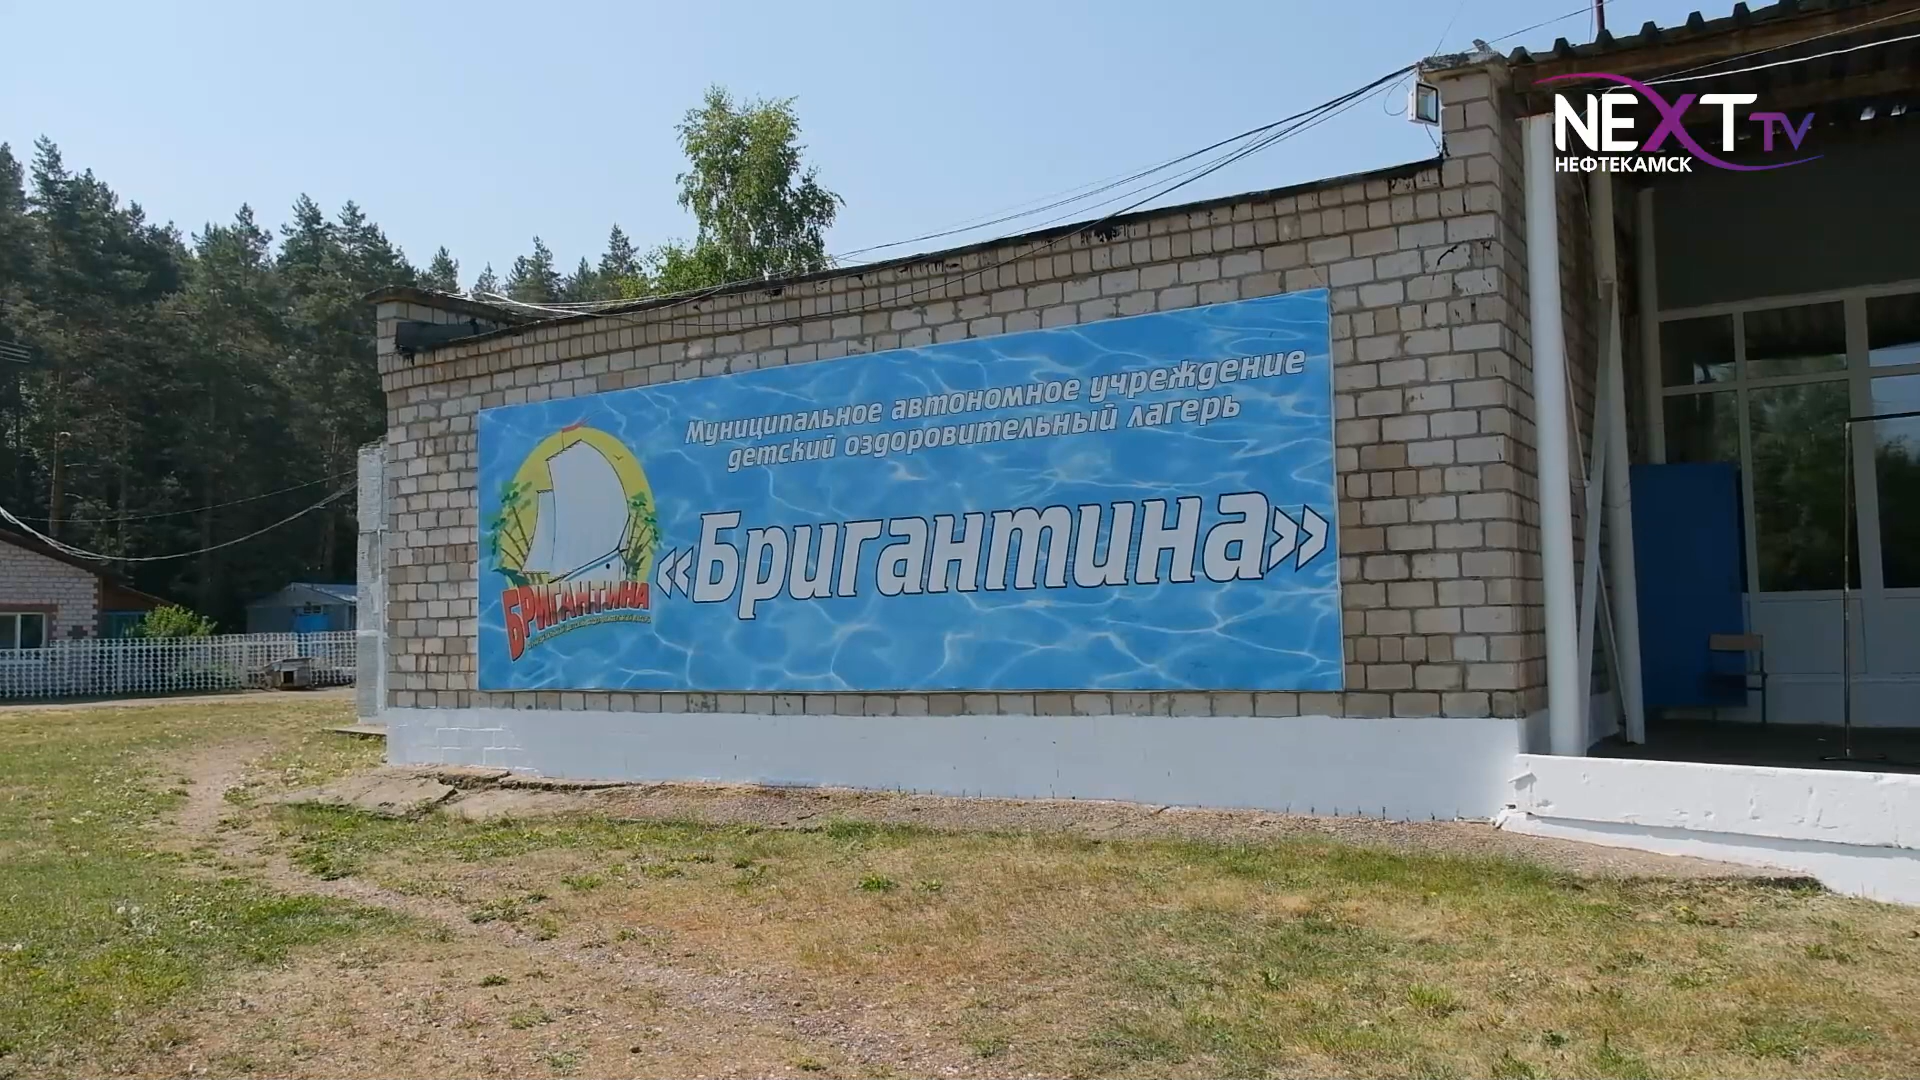 NEXT TV
НЕФТЕКАМСК
Муниципальное автономное учреждение
детский оздоровительный лагерь
«Бригантина»
БРИГАНТИНА